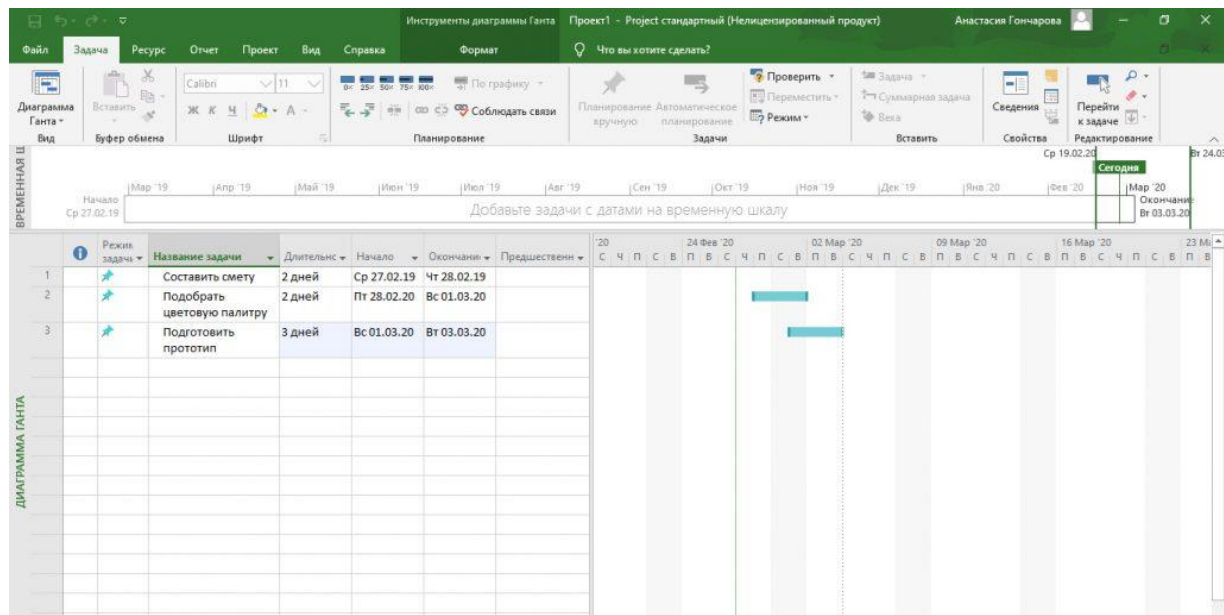 Инструменты диаграммы Ганта Проект1 - Project стандартный (Нелицензированный продукт) Анастасия Гончарова
Файл Задача Ресурс Отчет Проект Вид Справка Формат Что вы хотите сделать?
Диаграмма Ганта
Вид
Вставить
Буфер обмена
Calibri 11
Ж К Ч А
Шрифт
0× 25× 50× 75× 100× По графику
Соблюдать связи
Планирование
Планирование вручную
Автоматическое планирование
Проверить
Переместить
Режим
Задачи
Задача
Суммарная задача
Веха
Вставить
Сведения
Свойства
Перейти к задаче
Редактирование
ВРЕМЕННАЯ Ш
Ср 19.02.20 Вт 24.03
Сегодня
Мар '19 Апр '19 Май '19 Июн '19 Июл '19 Авг '19 Сен '19 Окт '19 Ноя '19 Дек '19 Янв '20 Фев '20 Мар '20
Начало
Ср 27.02.19
Добавьте задачи с датами на временную шкалу
Окончание
Вт 03.03.20
ДИАГРАММА ГАНТА
Режим задачи Название задачи Длительнс Начало Окончани Предшественн
1 Составить смету 2 дней Ср 27.02.19 Чт 28.02.19
2 Подобрать цветовую палитру 2 дней Пт 28.02.20 Вс 01.03.20
3 Подготовить прототип 3 дней Вс 01.03.20 Вт 03.03.20
'20 24 Фев '20 02 Мар '20 09 Мар '20 16 Мар '20 23 Ма
С Ч П С В П В С Ч П С В П В С Ч П С В П В С Ч П С В П В С Ч П С В П В